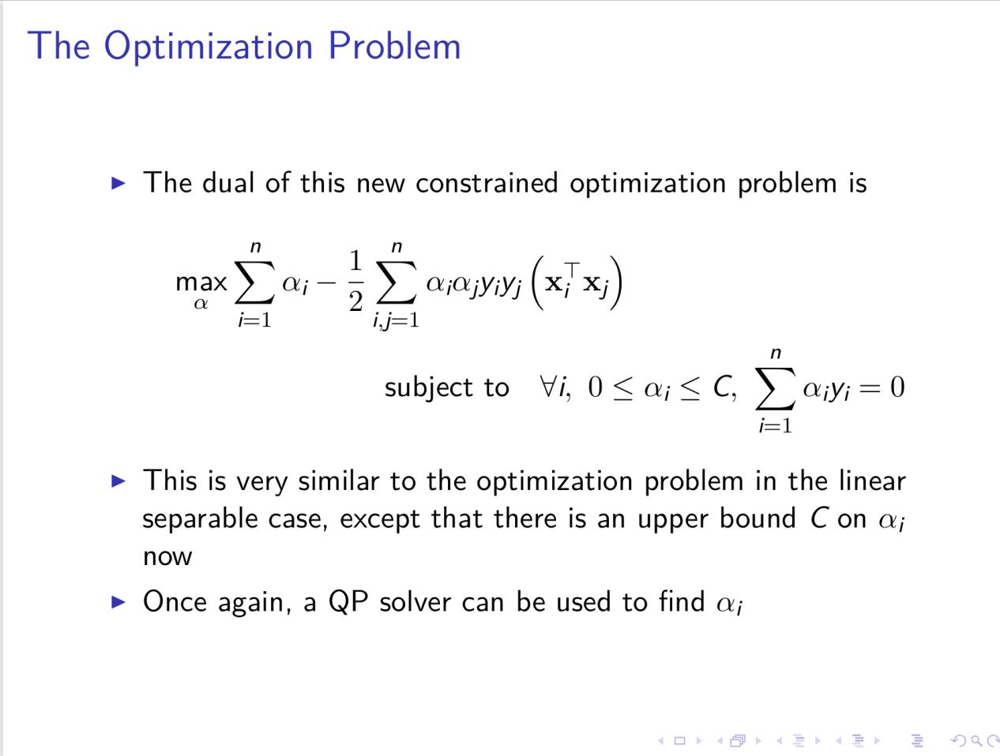 The Optimization Problem
▶ The dual of this new constrained optimization problem is
$\max_{\alpha} \sum_{i=1}^{n} \alpha_i - \frac{1}{2} \sum_{i,j=1}^{n} \alpha_i \alpha_j y_i y_j \left( \mathbf{x}_i^\top \mathbf{x}_j \right)$
subject to $\forall i,\ 0 \leq \alpha_i \leq C,\ \sum_{i=1}^{n} \alpha_i y_i = 0$
▶ This is very similar to the optimization problem in the linear
separable case, except that there is an upper bound $C$ on $\alpha_i$
now
▶ Once again, a QP solver can be used to find $\alpha_i$